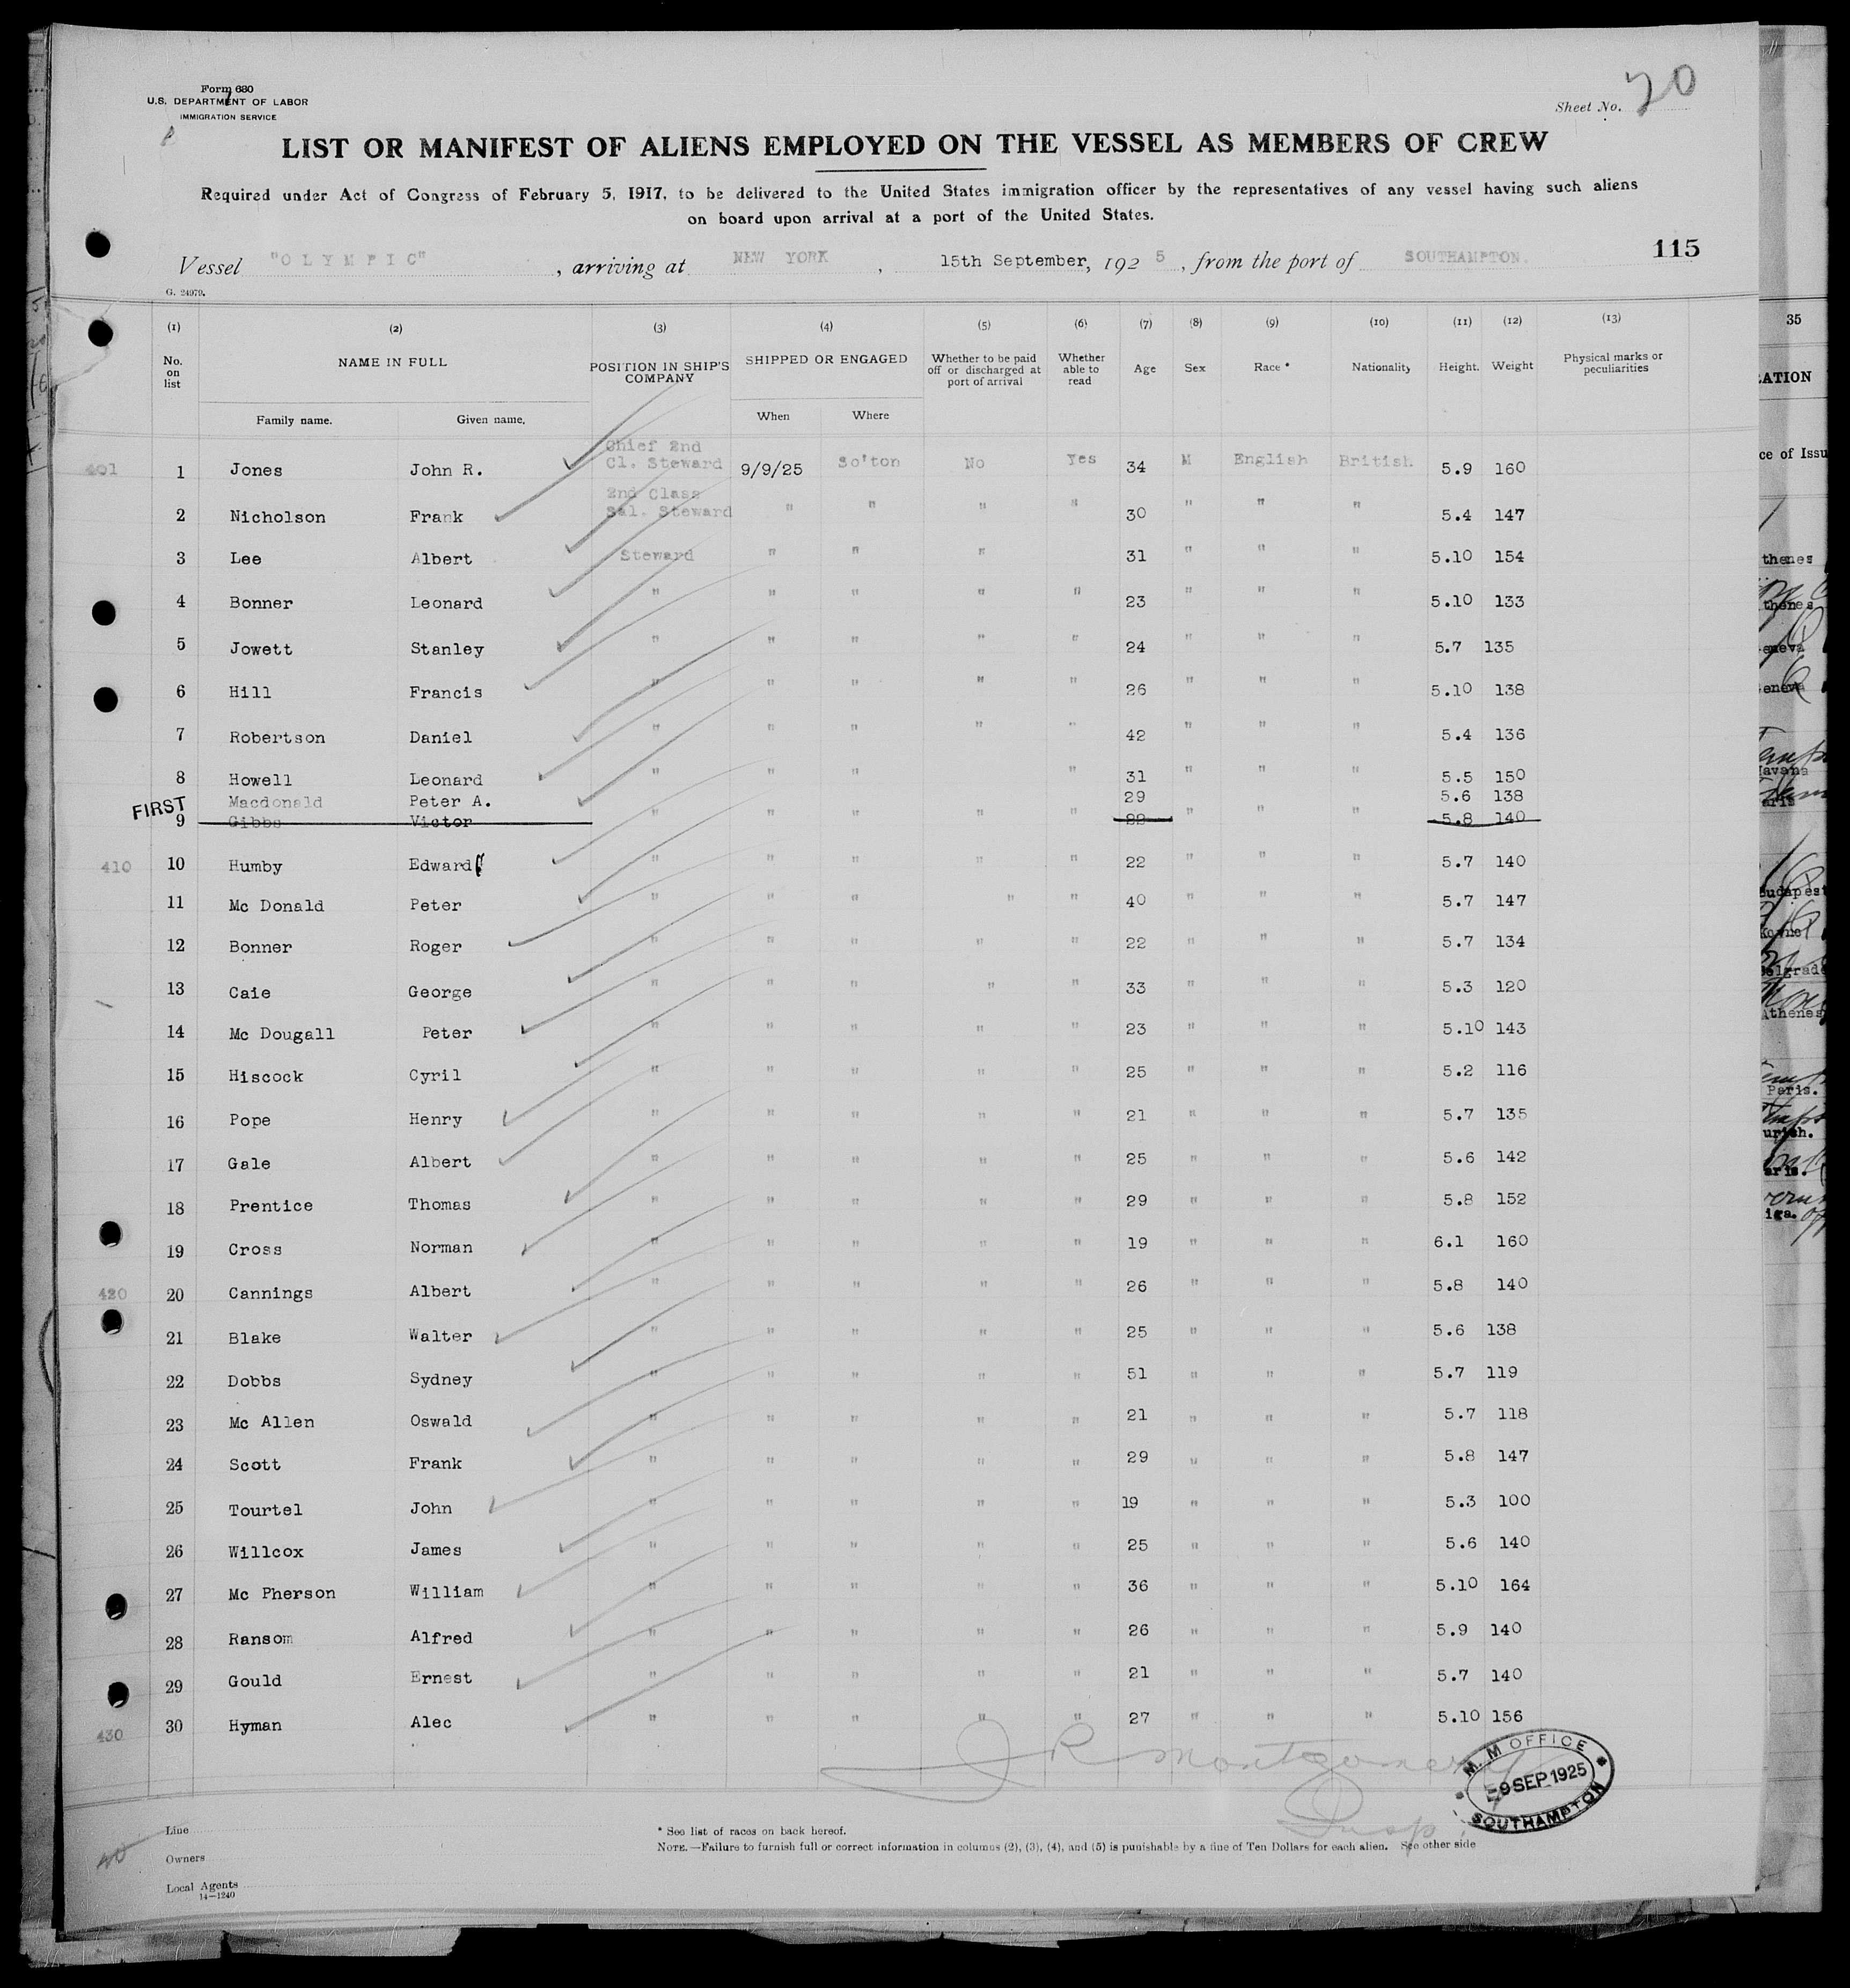 Form 680
U.S. DEPARTMENT OF LABOR
IMMIGRATION SERVICE
Sheet No. 20
LIST OR MANIFEST OF ALIENS EMPLOYED ON THE VESSEL AS MEMBERS OF CREW
Required under Act of Congress of February 5, 1917, to be delivered to the United States immigration officer by the representatives of any vessel having such aliens
on board upon arrival at a port of the United States.
115
Vessel "OLYMPIC", arriving at NEW YORK, 15th September, 1925, from the port of SOUTHAMPTON.
G. 24979.
(1) (2) (3) (4) (5) (6) (7) (8) (9) (10) (11) (12) (13)
No. on list NAME IN FULL POSITION IN SHIP'S COMPANY SHIPPED OR ENGAGED Whether to be paid off or discharged at port of arrival Whether able to read Age Sex Race * Nationality Height. Weight Physical marks or peculiarities
Family name. Given name. When Where
401 1 Jones John R. Chief 2nd Cl. Steward 9/9/25 So'ton No Yes 34 M English British 5.9 160
2 Nicholson Frank 2nd Class Sal. Steward " " " " 30 " " " 5.4 147
3 Lee Albert Steward " " " 31 " " " 5.10 154
4 Bonner Leonard " " " " " 23 " " " 5.10 133
5 Jowett Stanley " " " " " 24 " " " 5.7 135
6 Hill Francis " " " " " 26 " " " 5.10 138
7 Robertson Daniel " " " " " 42 " " " 5.4 136
8 Howell Leonard " " " " 31 " " " 5.5 150
Macdonald Peter A. 29 5.6 138
FIRST 9 Gibbs Victor " " " " " 22 " " " 5.8 140
410 10 Humby Edward " " " " " 22 " " " 5.7 140
11 Mc Donald Peter " " " " " 40 " " " 5.7 147
12 Bonner Roger " " " " " 22 " " " 5.7 134
13 Caie George " " " " " 33 " " " 5.3 120
14 Mc Dougall Peter " " " " " 23 " " " 5.10 143
15 Hiscock Cyril " " " " " 25 " " " 5.2 116
16 Pope Henry " " " " " 21 " " " 5.7 135
17 Gale Albert " " " " " 25 " " " 5.6 142
18 Prentice Thomas " " " " " 29 " " " 5.8 152
19 Cross Norman " " " " " 19 " " " 6.1 160
420 20 Cannings Albert " " " " " 26 " " " 5.8 140
21 Blake Walter " " " " " 25 " " " 5.6 138
22 Dobbs Sydney " " " " " 51 " " " 5.7 119
23 Mc Allen Oswald " " " " " 21 " " " 5.7 118
24 Scott Frank " " " " " 29 " " " 5.8 147
25 Tourtel John " " " " " 19 " " " 5.3 100
26 Willcox James " " " " " 25 " " " 5.6 140
27 Mc Pherson William " " " " " 36 " " " 5.10 164
28 Ransom Alfred " " " " " 26 " " " 5.9 140
29 Gould Ernest " " " " " 21 " " " 5.7 140
430 30 Hyman Alec " " " " " 27 " " " 5.10 156
J R Montgomery
Insp.
M. M OFFICE
9 SEP 1925
SOUTHAMPTON
Line
Owners
Local Agents
14—1240
40
* See list of races on back hereof.
NOTE.—Failure to furnish full or correct information in columns (2), (3), (4), and (5) is punishable by a fine of Ten Dollars for each alien. See other side
35
ce of Issu
thenes
thenes
eneva
Geneva
Havana
Budapest
Belgrade
Athenes
Paris.